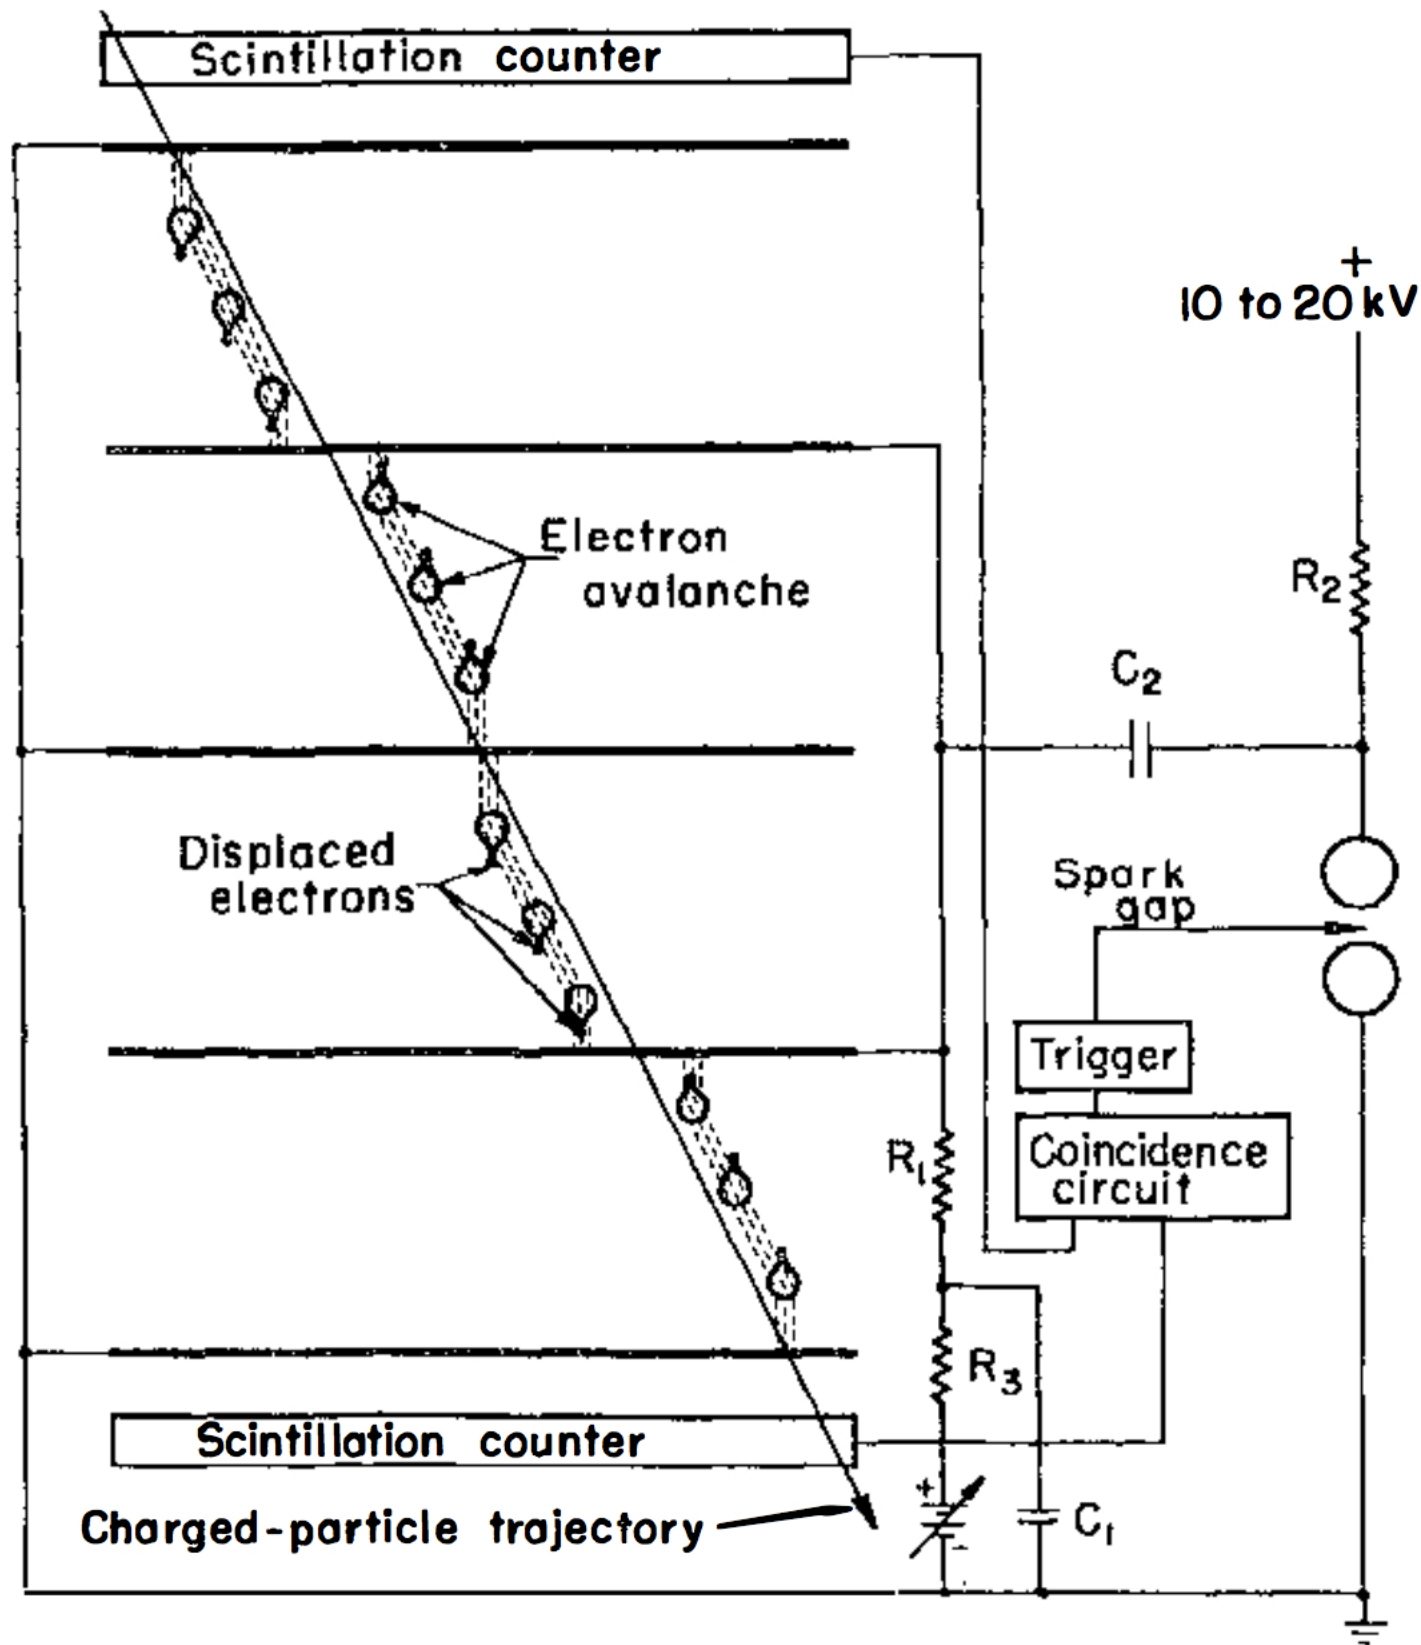 Scintillation counter
+
10 to 20 kV
R2
Electron
avalanche
C2
Displaced
electrons
Spark
gap
Trigger
R1
Coincidence
circuit
R3
Scintillation counter
+
Charged-particle trajectory
C1
-